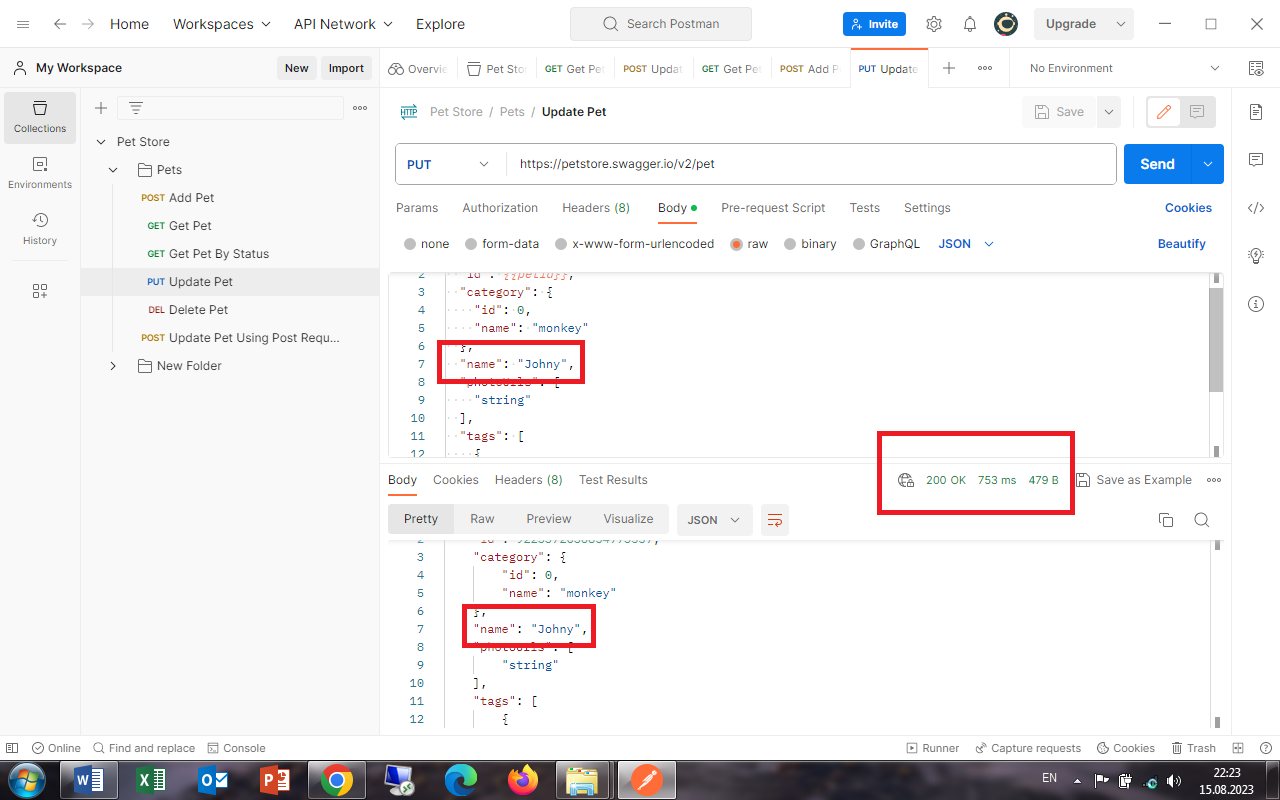 Home Workspaces API Network Explore Search Postman Invite Upgrade
My Workspace New Import Overvie Pet Sto GET Get Pet POST Updat GET Get Pet POST Add P PUT Update No Environment
Collections
Environments
History
Pet Store
Pets
POST Add Pet
GET Get Pet
GET Get Pet By Status
PUT Update Pet
DEL Delete Pet
POST Update Pet Using Post Requ...
New Folder
HTTP Pet Store / Pets / Update Pet Save
PUT https://petstore.swagger.io/v2/pet Send
Params Authorization Headers (8) Body Pre-request Script Tests Settings Cookies
none form-data x-www-form-urlencoded raw binary GraphQL JSON Beautify
2 "id": {{petID}},
3 "category": {
4 "id": 0,
5 "name": "monkey"
6 },
7 "name": "Johny",
8 "photoUrls": [
9 "string"
10 ],
11 "tags": [
12 {
Body Cookies Headers (8) Test Results 200 OK 753 ms 479 B Save as Example
Pretty Raw Preview Visualize JSON
3 "category": {
4 "id": 0,
5 "name": "monkey"
6 },
7 "name": "Johny",
8 "photoUrls": [
9 "string"
10 ],
11 "tags": [
12 {
Online Find and replace Console Runner Capture requests Cookies Trash
EN 22:23
15.08.2023